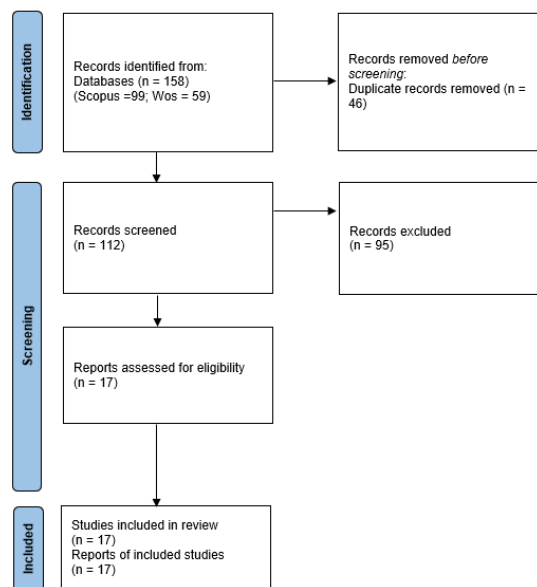 Identification
Records identified from:
Databases (n = 158)
(Scopus =99; Wos = 59)
Records removed before
screening:
Duplicate records removed (n =
46)
Screening
Records screened
(n = 112)
Records excluded
(n = 95)
Reports assessed for eligibility
(n = 17)
Included
Studies included in review
(n = 17)
Reports of included studies
(n = 17)